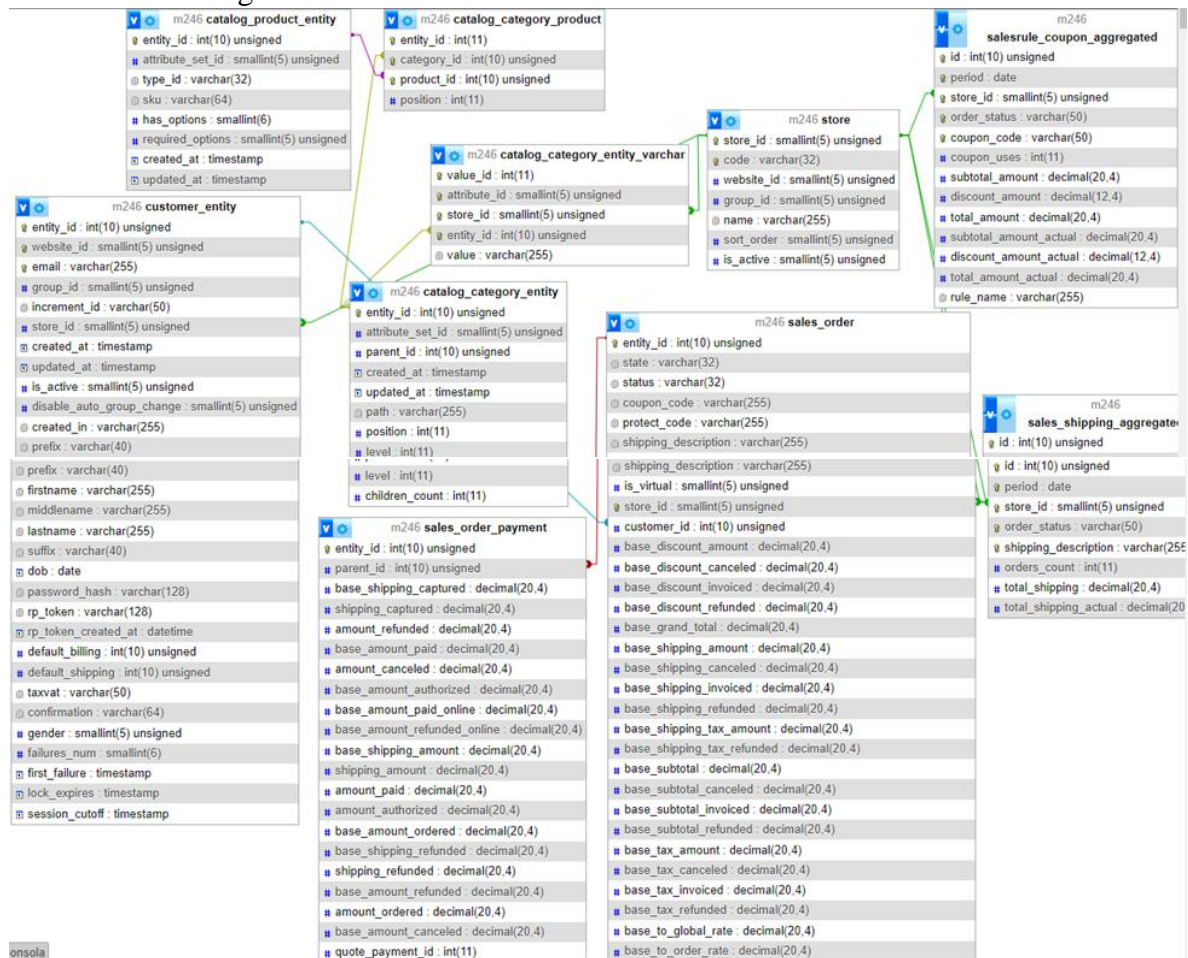 m246 catalog_product_entity
entity_id : int(10) unsigned
attribute_set_id : smallint(5) unsigned
type_id : varchar(32)
sku : varchar(64)
has_options : smallint(6)
required_options : smallint(5) unsigned
created_at : timestamp
updated_at : timestamp
m246 catalog_category_product
entity_id : int(11)
category_id : int(10) unsigned
product_id : int(10) unsigned
position : int(11)
m246
salesrule_coupon_aggregated
id : int(10) unsigned
period : date
store_id : smallint(5) unsigned
order_status : varchar(50)
coupon_code : varchar(50)
coupon_uses : int(11)
subtotal_amount : decimal(20,4)
discount_amount : decimal(12,4)
total_amount : decimal(20,4)
subtotal_amount_actual : decimal(20,4)
discount_amount_actual : decimal(12,4)
total_amount_actual : decimal(20,4)
rule_name : varchar(255)
m246 store
store_id : smallint(5) unsigned
code : varchar(32)
website_id : smallint(5) unsigned
group_id : smallint(5) unsigned
name : varchar(255)
sort_order : smallint(5) unsigned
is_active : smallint(5) unsigned
m246 catalog_category_entity_varchar
value_id : int(11)
attribute_id : smallint(5) unsigned
store_id : smallint(5) unsigned
entity_id : int(10) unsigned
value : varchar(255)
m246 customer_entity
entity_id : int(10) unsigned
website_id : smallint(5) unsigned
email : varchar(255)
group_id : smallint(5) unsigned
increment_id : varchar(50)
store_id : smallint(5) unsigned
created_at : timestamp
updated_at : timestamp
is_active : smallint(5) unsigned
disable_auto_group_change : smallint(5) unsigned
created_in : varchar(255)
prefix : varchar(40)
prefix : varchar(40)
firstname : varchar(255)
middlename : varchar(255)
lastname : varchar(255)
suffix : varchar(40)
dob : date
password_hash : varchar(128)
rp_token : varchar(128)
rp_token_created_at : datetime
default_billing : int(10) unsigned
default_shipping : int(10) unsigned
taxvat : varchar(50)
confirmation : varchar(64)
gender : smallint(5) unsigned
failures_num : smallint(6)
first_failure : timestamp
lock_expires : timestamp
session_cutoff : timestamp
m246 catalog_category_entity
entity_id : int(10) unsigned
attribute_set_id : smallint(5) unsigned
parent_id : int(10) unsigned
created_at : timestamp
updated_at : timestamp
path : varchar(255)
position : int(11)
level : int(11)
level : int(11)
children_count : int(11)
m246 sales_order
entity_id : int(10) unsigned
state : varchar(32)
status : varchar(32)
coupon_code : varchar(255)
protect_code : varchar(255)
shipping_description : varchar(255)
shipping_description : varchar(255)
is_virtual : smallint(5) unsigned
store_id : smallint(5) unsigned
customer_id : int(10) unsigned
base_discount_amount : decimal(20,4)
base_discount_canceled : decimal(20,4)
base_discount_invoiced : decimal(20,4)
base_discount_refunded : decimal(20,4)
base_grand_total : decimal(20,4)
base_shipping_amount : decimal(20,4)
base_shipping_canceled : decimal(20,4)
base_shipping_invoiced : decimal(20,4)
base_shipping_refunded : decimal(20,4)
base_shipping_tax_amount : decimal(20,4)
base_shipping_tax_refunded : decimal(20,4)
base_subtotal : decimal(20,4)
base_subtotal_canceled : decimal(20,4)
base_subtotal_invoiced : decimal(20,4)
base_subtotal_refunded : decimal(20,4)
base_tax_amount : decimal(20,4)
base_tax_canceled : decimal(20,4)
base_tax_invoiced : decimal(20,4)
base_tax_refunded : decimal(20,4)
base_to_global_rate : decimal(20,4)
base_to_order_rate : decimal(20,4)
m246
sales_shipping_aggregate
id : int(10) unsigned
id : int(10) unsigned
period : date
store_id : smallint(5) unsigned
order_status : varchar(50)
shipping_description : varchar(255
orders_count : int(11)
total_shipping : decimal(20,4)
total_shipping_actual : decimal(20
m246 sales_order_payment
entity_id : int(10) unsigned
parent_id : int(10) unsigned
base_shipping_captured : decimal(20,4)
shipping_captured : decimal(20,4)
amount_refunded : decimal(20,4)
base_amount_paid : decimal(20,4)
amount_canceled : decimal(20,4)
base_amount_authorized : decimal(20,4)
base_amount_paid_online : decimal(20,4)
base_amount_refunded_online : decimal(20,4)
base_shipping_amount : decimal(20,4)
shipping_amount : decimal(20,4)
amount_paid : decimal(20,4)
amount_authorized : decimal(20,4)
base_amount_ordered : decimal(20,4)
base_shipping_refunded : decimal(20,4)
shipping_refunded : decimal(20,4)
base_amount_refunded : decimal(20,4)
amount_ordered : decimal(20,4)
base_amount_canceled : decimal(20,4)
quote_payment_id : int(11)
onsola